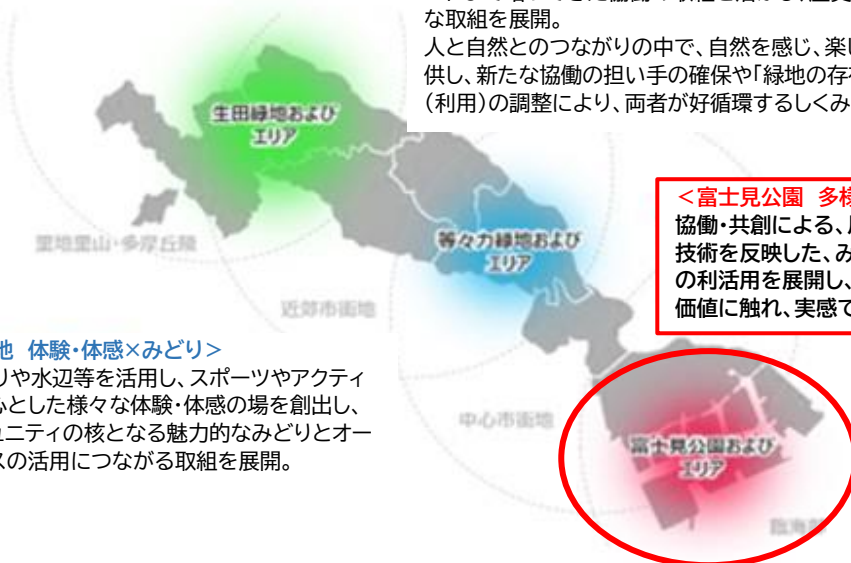 な取組を展開。
人と自然とのつながりの中で、自然を感じ、楽し
供し、新たな協働の担い手の確保や「緑地の存
（利用）の調整により、両者が好循環するしくみ
生田緑地および
エリア
＜富士見公園 多様
協働・共創による、
技術を反映した、み
の利活用を展開し、
価値に触れ、実感で
等々力緑地および
エリア
里地里山・多摩丘陵
近郊市街地
地 体験・体感×みどり＞
りや水辺等を活用し、スポーツやアクティ
心とした様々な体験・体感の場を創出し、
ュニティの核となる魅力的なみどりとオー
スの活用につながる取組を展開。
中心市街地
富士見公園および
エリア
臨海部